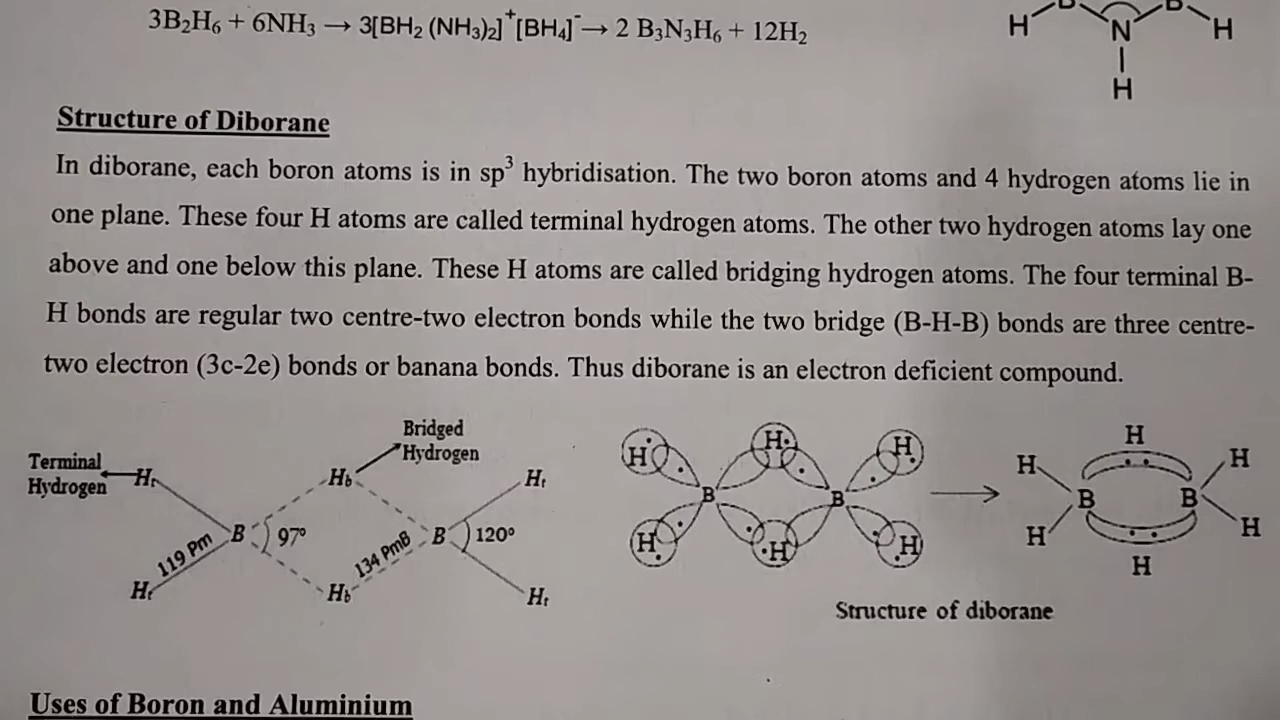 3B₂H₆ + 6NH₃ → 3[BH₂ (NH₃)₂]⁺[BH₄]⁻ → 2 B₃N₃H₆ + 12H₂
H B N B H
H
Structure of Diborane
In diborane, each boron atoms is in sp³ hybridisation. The two boron atoms and 4 hydrogen atoms lie in
one plane. These four H atoms are called terminal hydrogen atoms. The other two hydrogen atoms lay one
above and one below this plane. These H atoms are called bridging hydrogen atoms. The four terminal B-
H bonds are regular two centre-two electron bonds while the two bridge (B-H-B) bonds are three centre-
two electron (3c-2e) bonds or banana bonds. Thus diborane is an electron deficient compound.
Terminal
Hydrogen
Bridged
Hydrogen
Hₜ H_b Hₜ
B 97° B 120°
119 Pm 134 PmB
Hₜ H_b Hₜ
H H H
B B
H H H
H
H H
B B
H H
H
Structure of diborane
Uses of Boron and Aluminium